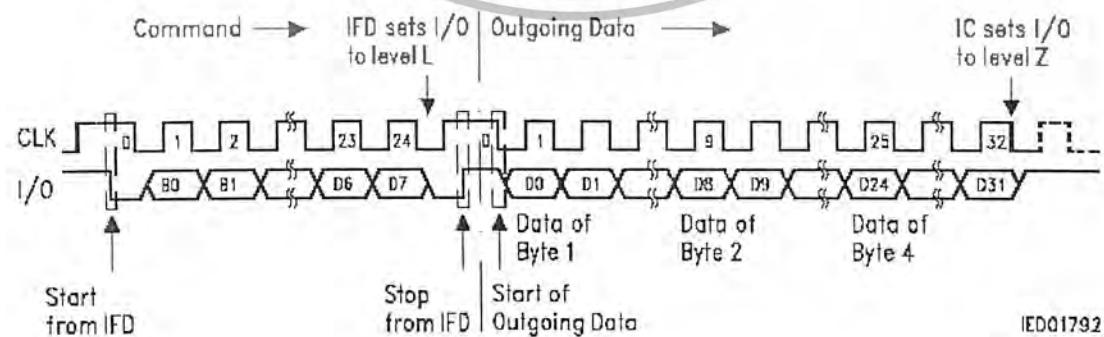 Command
IFD sets I/O
to level L
Outgoing Data
IC sets I/O
to level Z
CLK
0 1 2 23 24 0 1 9 25 32
I/O
B0 B1 D6 D7 D0 D1 D8 D9 D24 D31
Data of
Byte 1
Data of
Byte 2
Data of
Byte 4
Start
from IFD
Stop
from IFD
Start of
Outgoing Data
IED01792